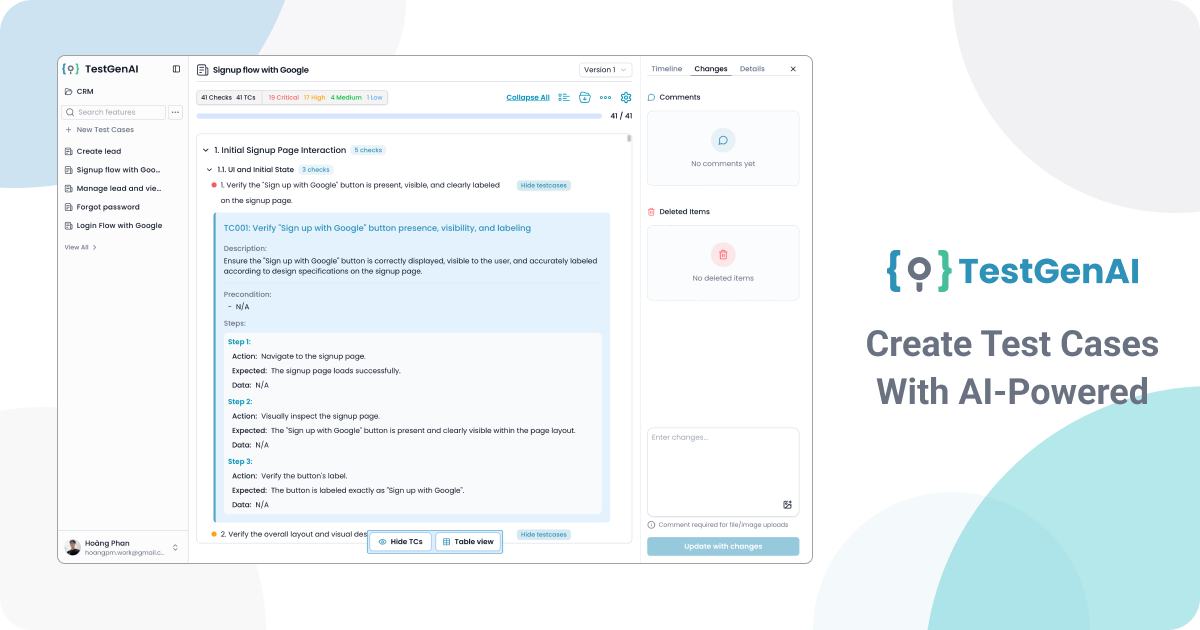 TestGenAI
CRM
Search features
New Test Cases
Create lead
Signup flow with Goo...
Manage lead and vie...
Forgot password
Login Flow with Google
View All
Hoàng Phan
hoangpm.work@gmail.c...
Signup flow with Google
Version 1
41 Checks 41 TCs 19 Critical 17 High 4 Medium 1 Low
Collapse All
41 / 41
1. Initial Signup Page Interaction 5 checks
1.1. UI and Initial State 3 checks
1. Verify the "Sign up with Google" button is present, visible, and clearly labeled Hide testcases
on the signup page.
TC001: Verify "Sign up with Google" button presence, visibility, and labeling
Description:
Ensure the "Sign up with Google" button is correctly displayed, visible to the user, and accurately labeled
according to design specifications on the signup page.
Precondition:
- N/A
Steps:
Step 1:
Action: Navigate to the signup page.
Expected: The signup page loads successfully.
Data: N/A
Step 2:
Action: Visually inspect the signup page.
Expected: The "Sign up with Google" button is present and clearly visible within the page layout.
Data: N/A
Step 3:
Action: Verify the button's label.
Expected: The button is labeled exactly as "Sign up with Google".
Data: N/A
2. Verify the overall layout and visual des Hide testcases
Hide TCs Table view
Timeline Changes Details
Comments
No comments yet
Deleted Items
No deleted items
Enter changes...
Comment required for file/image uploads
Update with changes
TestGenAI
Create Test Cases
With AI-Powered